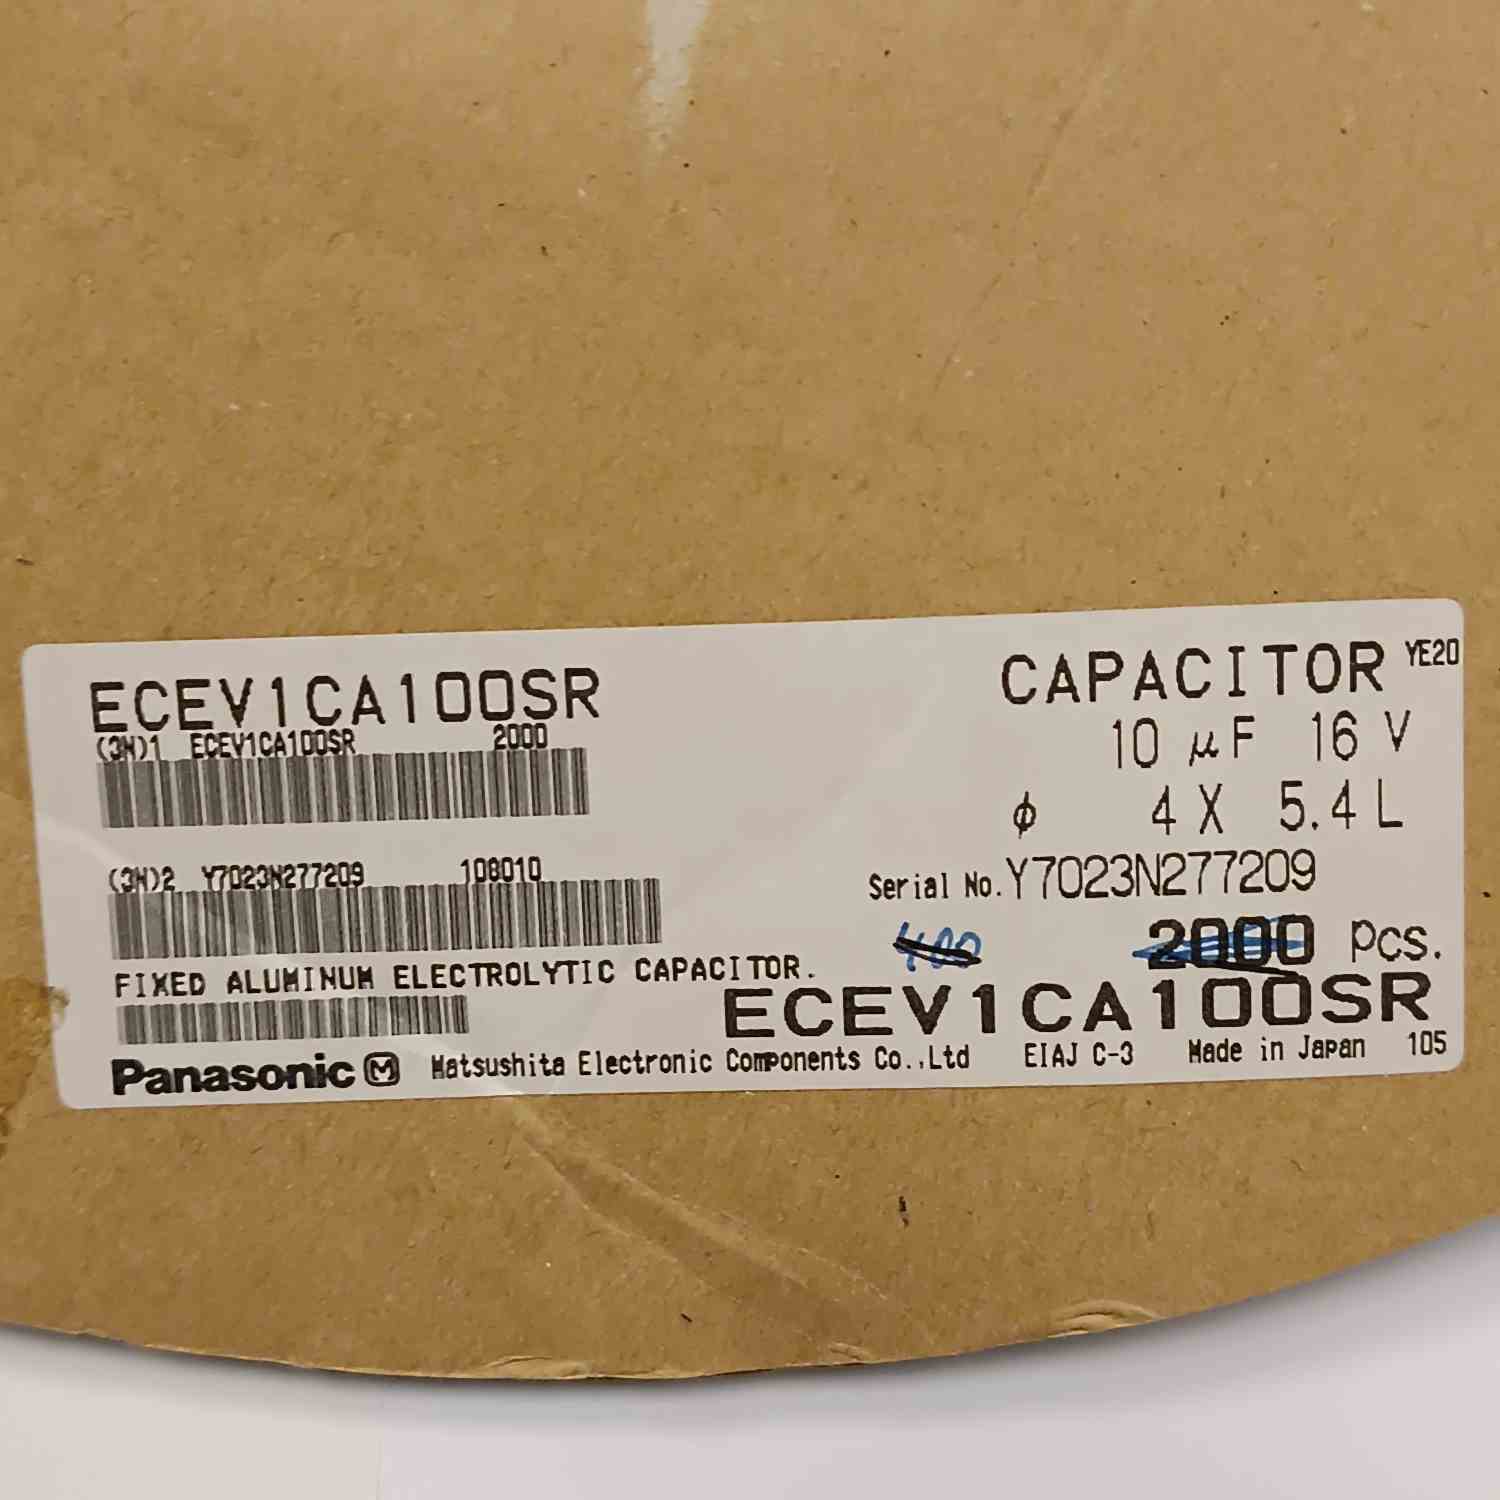 ECEV1CA100SR
CAPACITOR YE20
(3N)1 ECEV1CA100SR 2000
10 μF 16 V
φ 4 X 5.4 L
(3N)2 Y7023N277209 108010
Serial No. Y7023N277209
400 2000 Pcs.
FIXED ALUMINUM ELECTROLYTIC CAPACITOR.
ECEV1CA100SR
Panasonic M Matsushita Electronic Components Co.,Ltd EIAJ C-3 Made in Japan 105